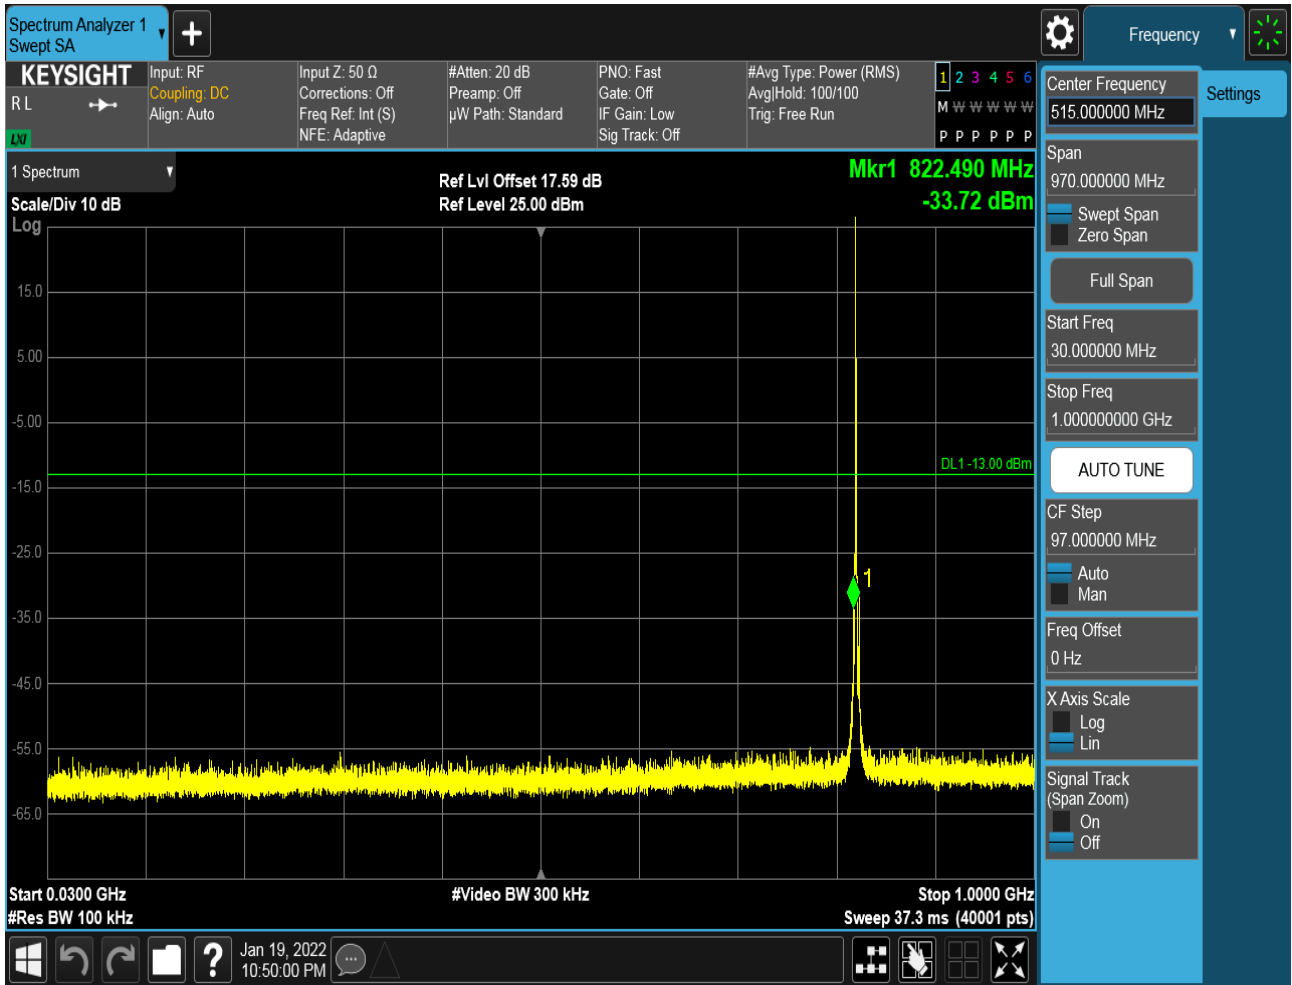 Spectrum Analyzer 1
Swept SA
Frequency
KEYSIGHT
R L
LXI
Input: RF
Coupling: DC
Align: Auto
Input Z: 50 Ω
Corrections: Off
Freq Ref: Int (S)
NFE: Adaptive
#Atten: 20 dB
Preamp: Off
µW Path: Standard
PNO: Fast
Gate: Off
IF Gain: Low
Sig Track: Off
#Avg Type: Power (RMS)
Avg|Hold: 100/100
Trig: Free Run
1 2 3 4 5 6
M W W W W W
P P P P P P
1 Spectrum
Scale/Div 10 dB
Log
Ref Lvl Offset 17.59 dB
Ref Level 25.00 dBm
Mkr1 822.490 MHz
-33.72 dBm
15.0
5.00
-5.00
-15.0
-25.0
-35.0
-45.0
-55.0
-65.0
DL1 -13.00 dBm
1
Start 0.0300 GHz
#Res BW 100 kHz
#Video BW 300 kHz
Stop 1.0000 GHz
Sweep 37.3 ms (40001 pts)
Jan 19, 2022
10:50:00 PM
Center Frequency
515.000000 MHz
Span
970.000000 MHz
Swept Span
Zero Span
Full Span
Start Freq
30.000000 MHz
Stop Freq
1.000000000 GHz
AUTO TUNE
CF Step
97.000000 MHz
Auto
Man
Freq Offset
0 Hz
X Axis Scale
Log
Lin
Signal Track
(Span Zoom)
On
Off
Settings